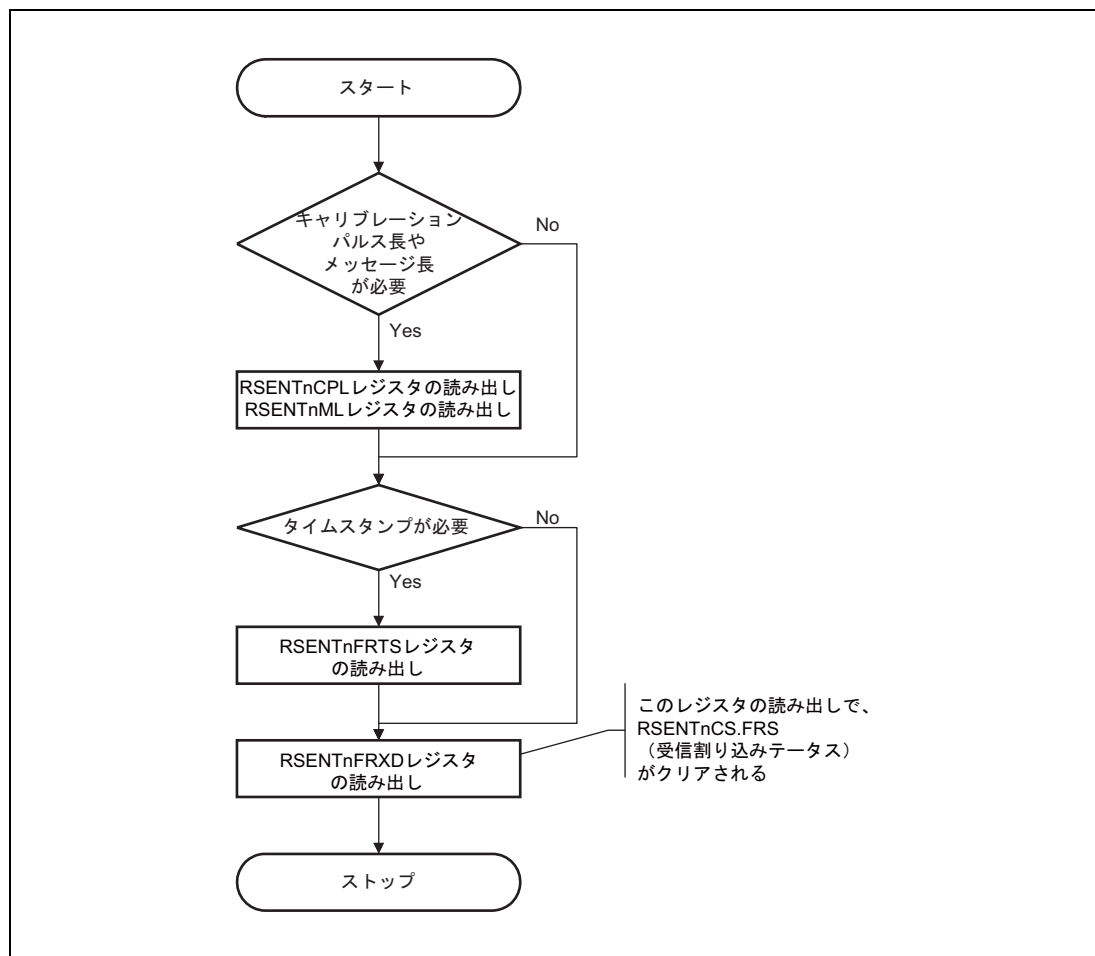 スタート
キャリブレーション
パルス長や
メッセージ長
が必要
No
Yes
RSENTnCPLレジスタの読み出し
RSENTnMLレジスタの読み出し
タイムスタンプが必要
No
Yes
RSENTnFRTSレジスタ
の読み出し
このレジスタの読み出しで、
RSENTnCS.FRS
（受信割り込みテータス）
がクリアされる
RSENTnFRXDレジスタ
の読み出し
ストップ